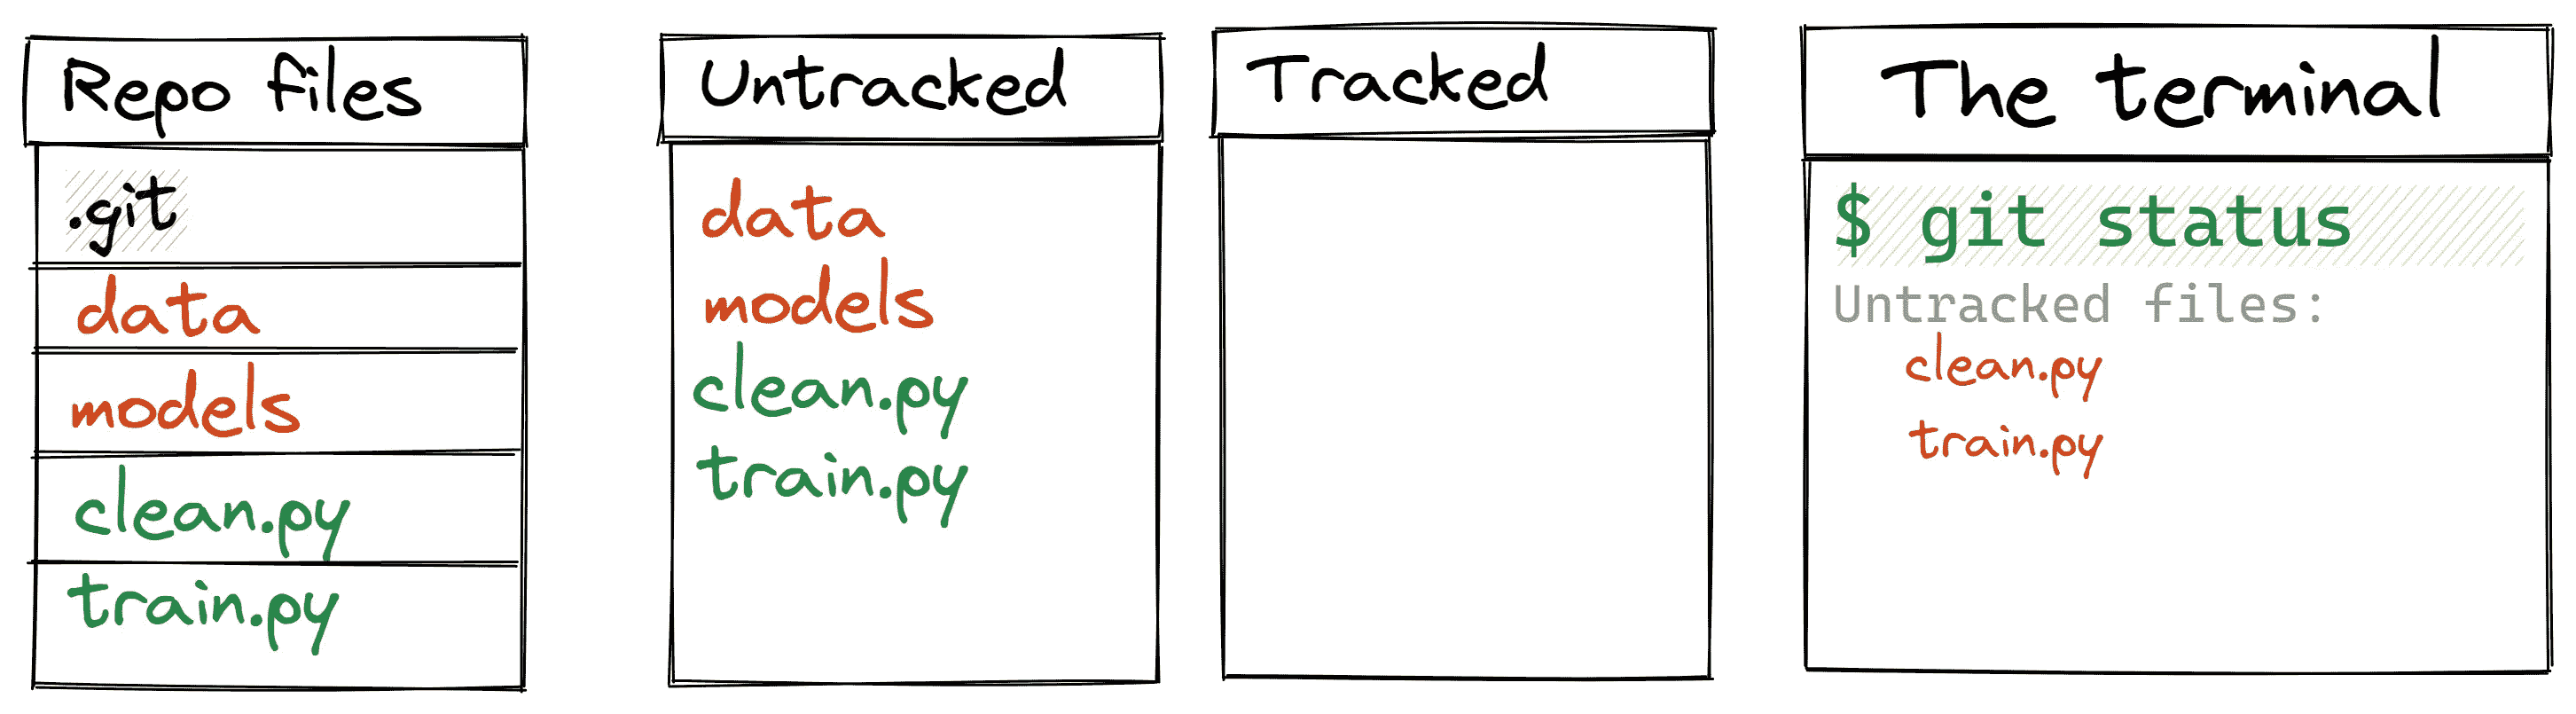 Repo files
.git
data
models
clean.py
train.py
Untracked
data
models
clean.py
train.py
Tracked
The terminal
$ git status
Untracked files:
clean.py
train.py